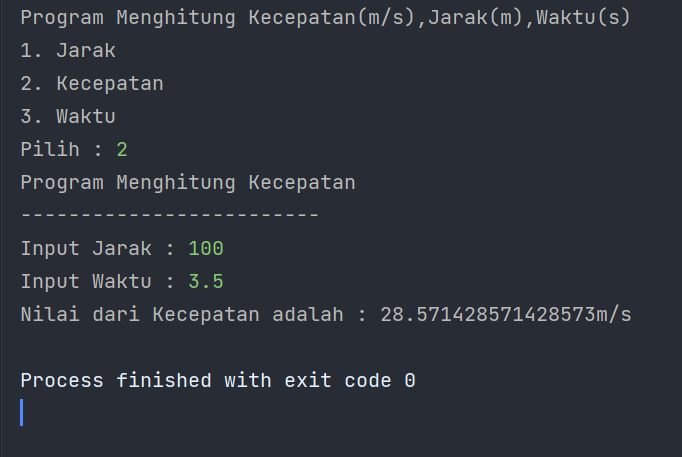 Program Menghitung Kecepatan(m/s),Jarak(m),Waktu(s)
1. Jarak
2. Kecepatan
3. Waktu
Pilih : 2
Program Menghitung Kecepatan
-------------------------
Input Jarak : 100
Input Waktu : 3.5
Nilai dari Kecepatan adalah : 28.571428571428573m/s
Process finished with exit code 0